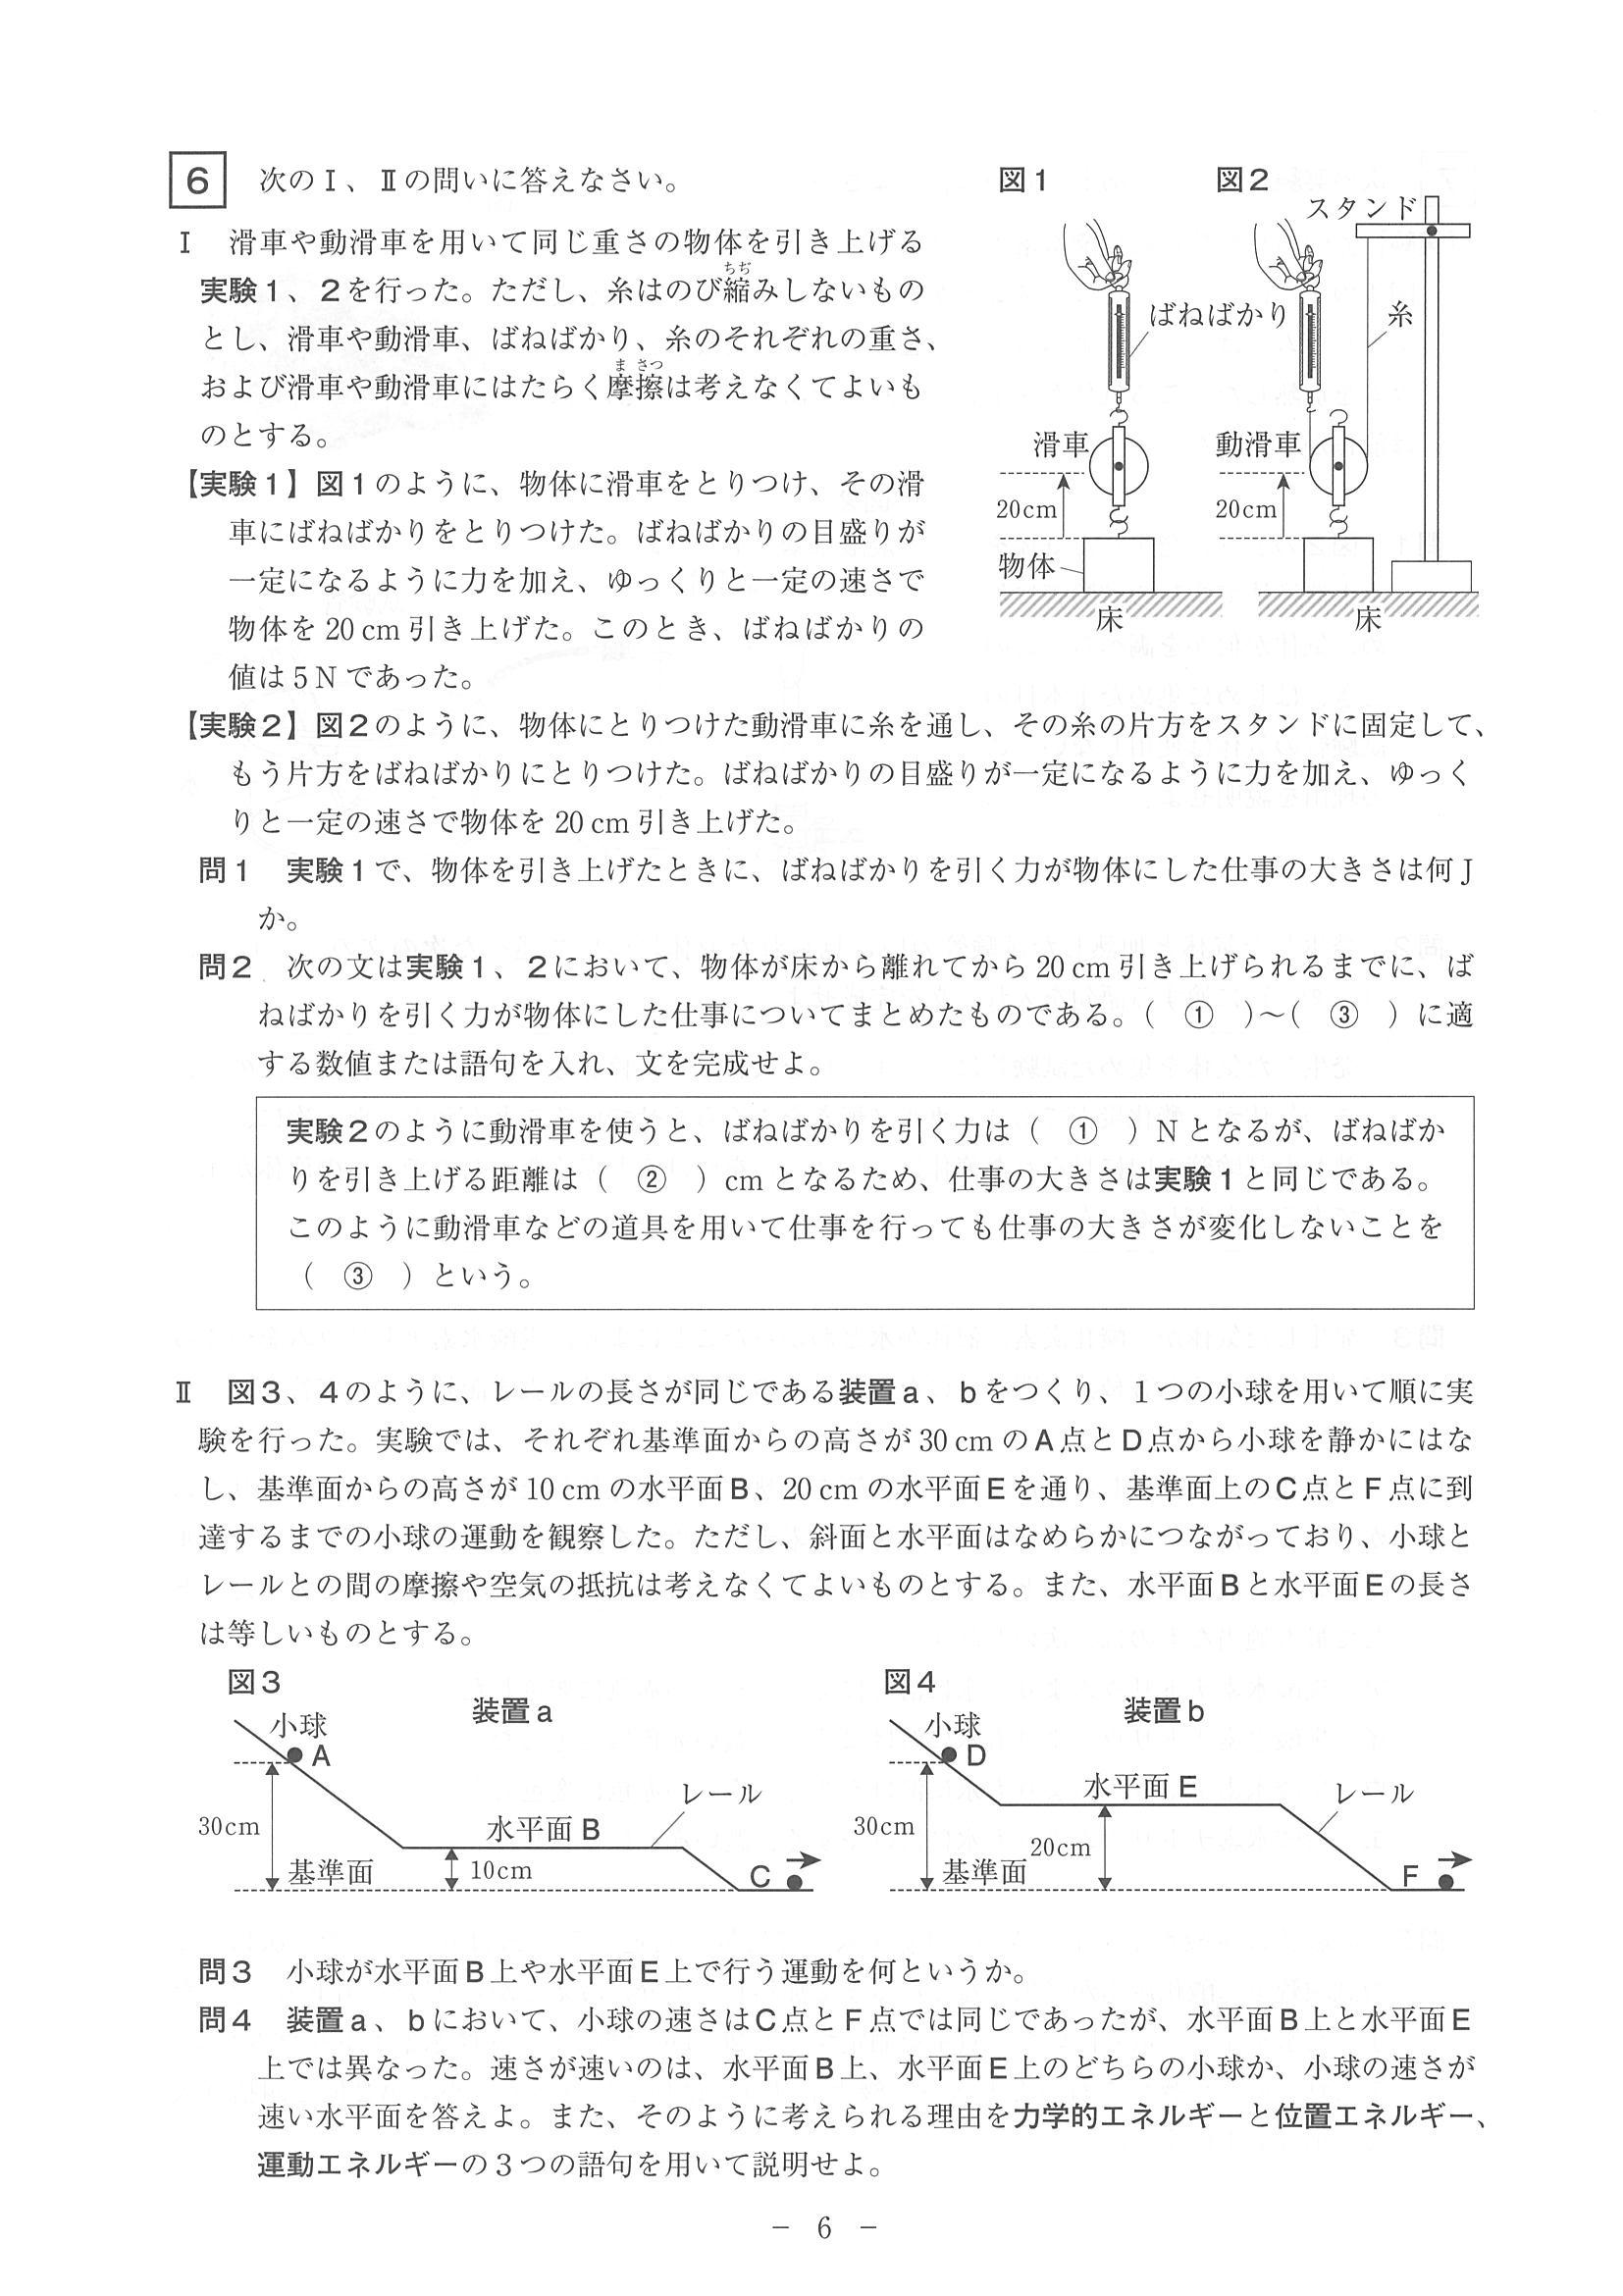 6 次のⅠ、Ⅱの問いに答えなさい。
Ⅰ 滑車や動滑車を用いて同じ重さの物体を引き上げる
実験1、2を行った。ただし、糸はのび縮みしないもの
ちぢ
とし、滑車や動滑車、ばねばかり、糸のそれぞれの重さ、
および滑車や動滑車にはたらく摩擦は考えなくてよいも
まさつ
のとする。
【実験1】図1のように、物体に滑車をとりつけ、その滑
車にばねばかりをとりつけた。ばねばかりの目盛りが
一定になるように力を加え、ゆっくりと一定の速さで
物体を20cm引き上げた。このとき、ばねばかりの
値は5Nであった。
図1
ばねばかり
滑車
20cm
物体
床
図2
スタンド
糸
動滑車
20cm
床
【実験2】図2のように、物体にとりつけた動滑車に糸を通し、その糸の片方をスタンドに固定して、
もう片方をばねばかりにとりつけた。ばねばかりの目盛りが一定になるように力を加え、ゆっく
りと一定の速さで物体を20cm引き上げた。
問1 実験1で、物体を引き上げたときに、ばねばかりを引く力が物体にした仕事の大きさは何J
か。
問2 次の文は実験1、2において、物体が床から離れてから20cm引き上げられるまでに、ば
ねばかりを引く力が物体にした仕事についてまとめたものである。( ① )～( ③ )に適
する数値または語句を入れ、文を完成せよ。
実験2のように動滑車を使うと、ばねばかりを引く力は( ① )Nとなるが、ばねばか
りを引き上げる距離は( ② )cmとなるため、仕事の大きさは実験1と同じである。
このように動滑車などの道具を用いて仕事を行っても仕事の大きさが変化しないことを
( ③ )という。
Ⅱ 図3、4のように、レールの長さが同じである装置a、bをつくり、1つの小球を用いて順に実
験を行った。実験では、それぞれ基準面からの高さが30cmのA点とD点から小球を静かにはな
し、基準面からの高さが10cmの水平面B、20cmの水平面Eを通り、基準面上のC点とF点に到
達するまでの小球の運動を観察した。ただし、斜面と水平面はなめらかにつながっており、小球と
レールとの間の摩擦や空気の抵抗は考えなくてよいものとする。また、水平面Bと水平面Eの長さ
は等しいものとする。
図3
装置a
小球
A
レール
水平面B
30cm
基準面
10cm
C
図4
装置b
小球
D
水平面E
レール
30cm
基準面
20cm
F
問3 小球が水平面B上や水平面E上で行う運動を何というか。
問4 装置a、bにおいて、小球の速さはC点とF点では同じであったが、水平面B上と水平面E
上では異なった。速さが速いのは、水平面B上、水平面E上のどちらの小球か、小球の速さが
速い水平面を答えよ。また、そのように考えられる理由を力学的エネルギーと位置エネルギー、
運動エネルギーの3つの語句を用いて説明せよ。
－ 6 －